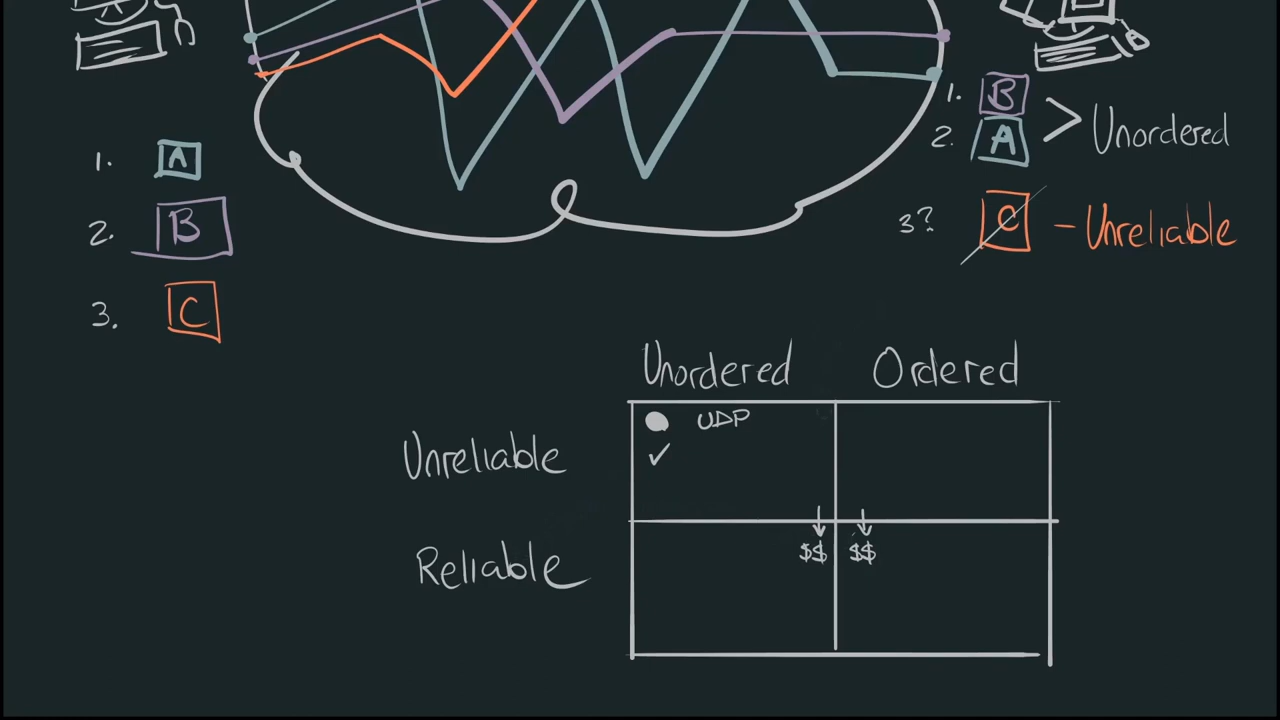 A
1. A
2. B
3. C
1. B
2. A > Unordered
3? C - Unreliable
Unordered Ordered
Unreliable UDP ✓
$$ $$
Reliable